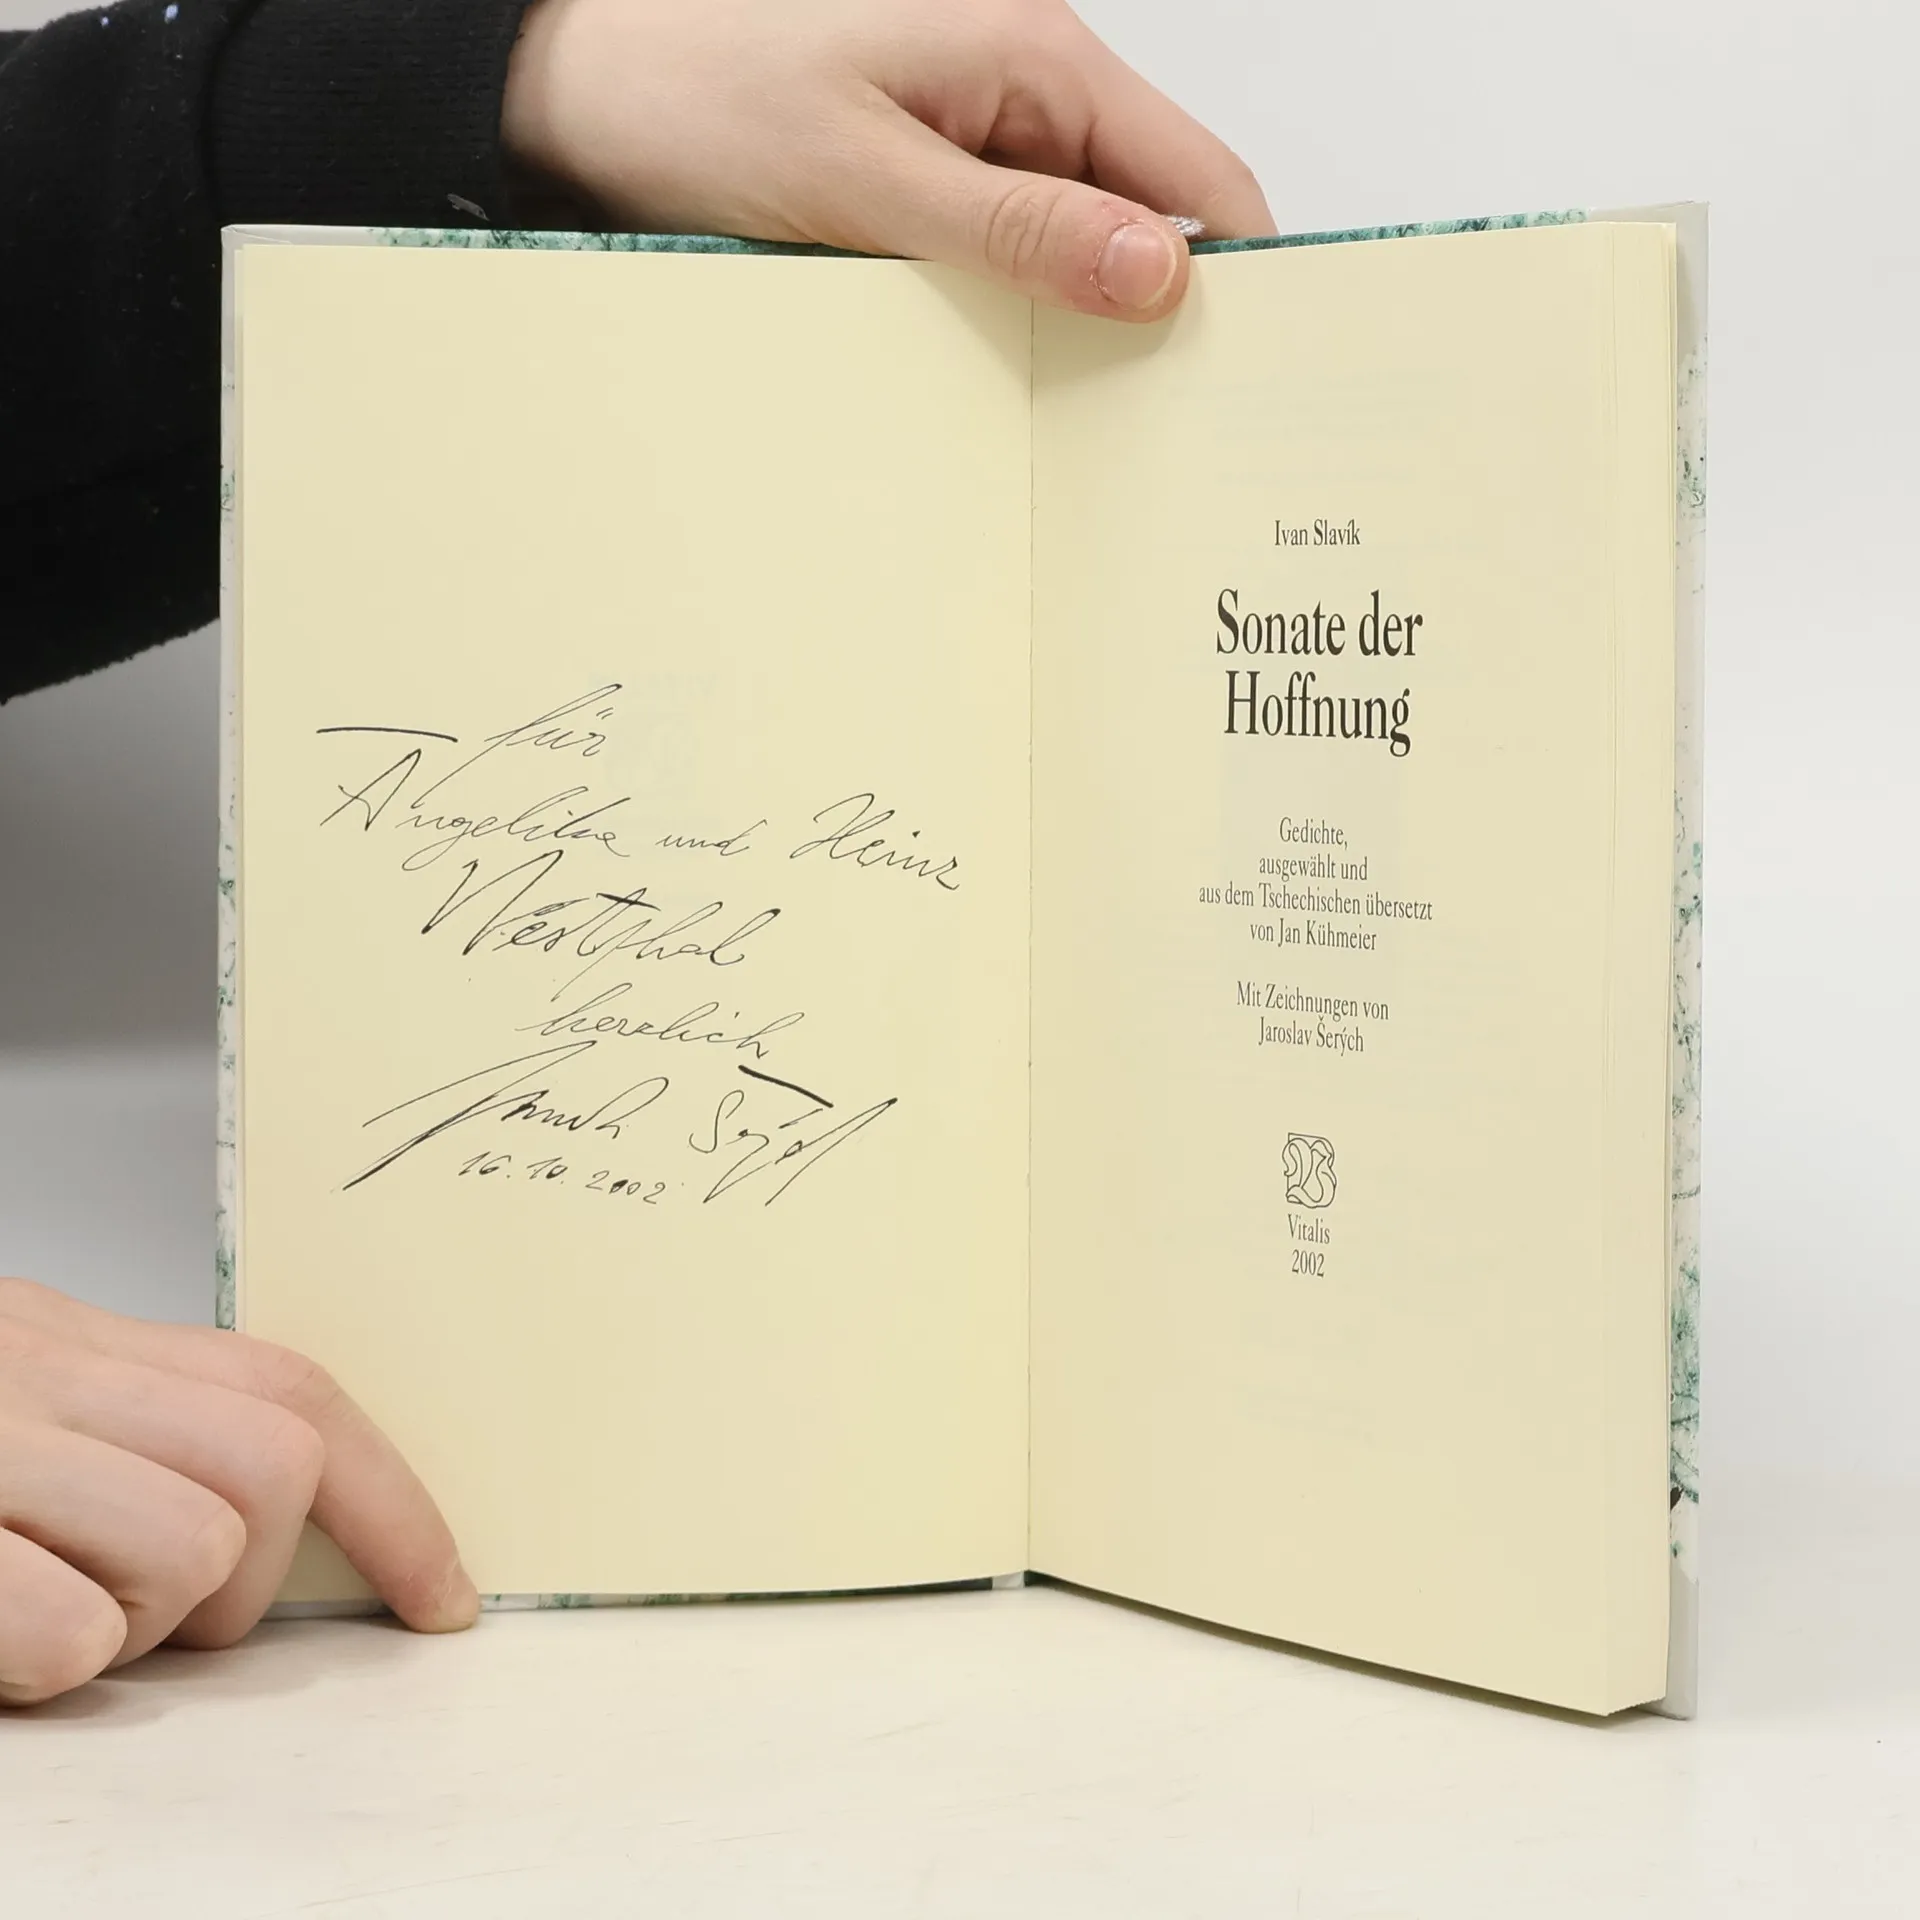 für
Angelika und Heinz
Westphal
herzlich
16.10.2002
Ivan Slavík
Sonate der
Hoffnung
Gedichte,
ausgewählt und
aus dem Tschechischen übersetzt
von Jan Kühmeier
Mit Zeichnungen von
Jaroslav Šerých
Vitalis
2002